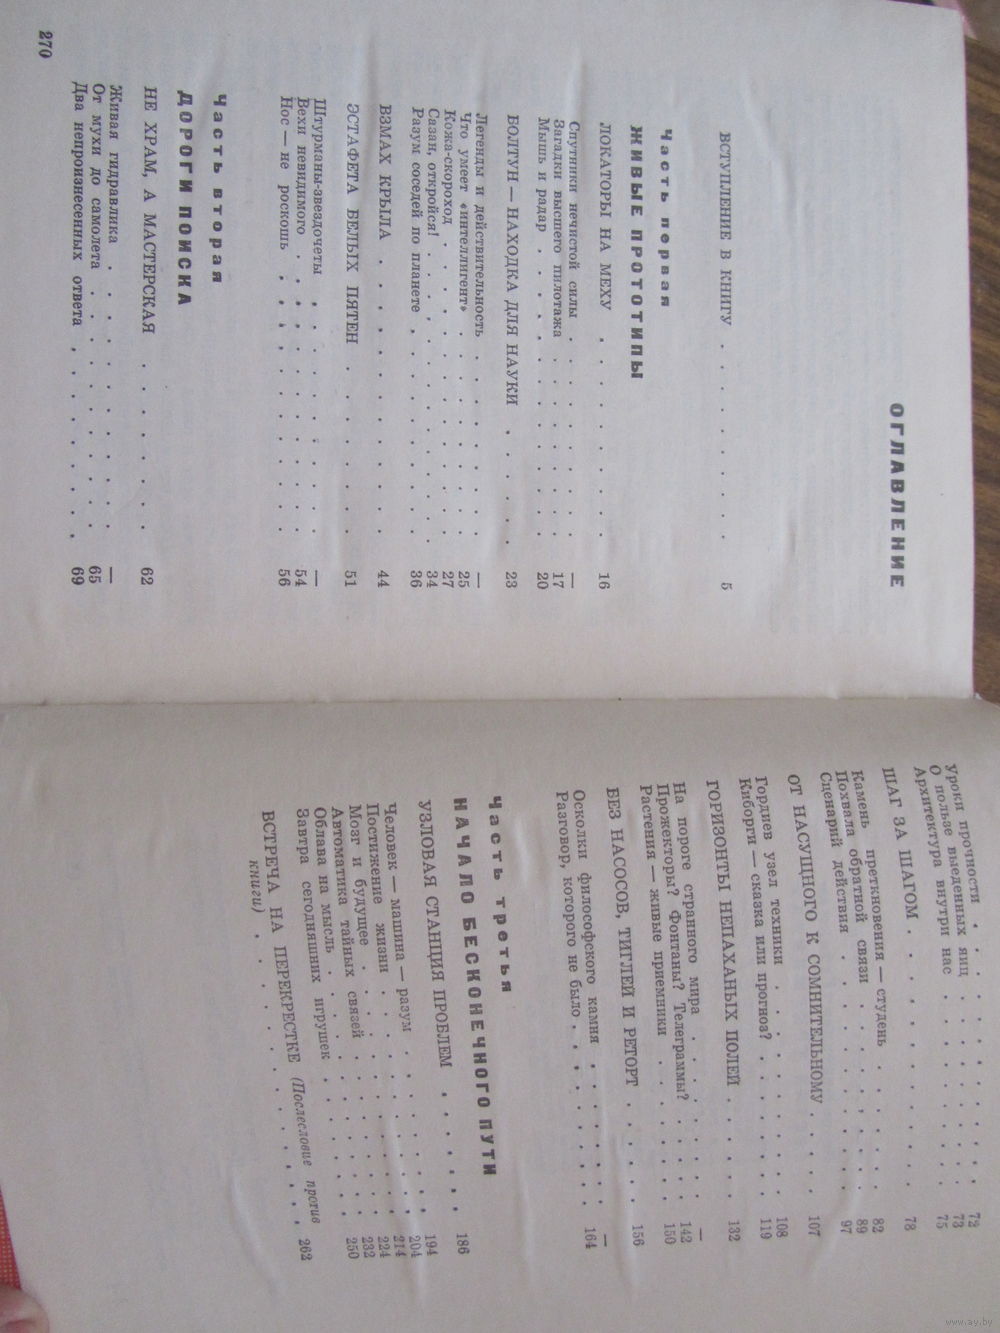 ОГЛАВЛЕНИЕ
ВСТУПЛЕНИЕ В КНИГУ . . . . . . . . 5
Часть первая
ЖИВЫЕ ПРОТОТИПЫ
ЛОКАТОРЫ НА МЕХУ . . . . . . . . 16
Спутники нечистой силы . . . . . . . . —
Загадки высшего пилотажа . . . . . . . . 17
Мышь и радар . . . . . . . . . . 20
БОЛТУН — НАХОДКА ДЛЯ НАУКИ . . . . 23
Легенды и действительность . . . . . . . —
Что умеет «интеллигент» . . . . . . . . 25
Кожа-скороход . . . . . . . . . . 27
Сазан, откройся! . . . . . . . . . . 34
Разум соседей по планете . . . . . . . . 36
ВЗМАХ КРЫЛА . . . . . . . . . . 44
ЭСТАФЕТА БЕЛЫХ ПЯТЕН . . . . . . 51
Штурманы-звездочеты . . . . . . . . . —
Вехи невидимого . . . . . . . . . . 54
Нос — не роскошь . . . . . . . . . . 56
Часть вторая
ДОРОГИ ПОИСКА
НЕ ХРАМ, А МАСТЕРСКАЯ . . . . . . 62
Живая гидравлика . . . . . . . . . . —
От мухи до самолета . . . . . . . . . 65
Два непроизнесенных ответа . . . . . . . 69
270
Уроки прочности . . . . . . . . . . 72
О пользе выеденных яиц . . . . . . . . 73
Архитектура внутри нас . . . . . . . . 75
ШАГ ЗА ШАГОМ . . . . . . . . . . 78
Камень преткновения — студень . . . . . . 82
Похвала обратной связи . . . . . . . . 89
Сценарий действия . . . . . . . . . . 97
ОТ НАСУЩНОГО К СОМНИТЕЛЬНОМУ . . . . 107
Гордиев узел техники . . . . . . . . . 108
Киборги — сказка или прогноз? . . . . . . 119
ГОРИЗОНТЫ НЕПАХАНЫХ ПОЛЕЙ . . . . 132
На пороге странного мира . . . . . . . . —
Прожекторы? Фонтаны? Телеграммы? . . . . 142
Растения — живые приемники . . . . . . . 150
БЕЗ НАСОСОВ, ТИГЛЕЙ И РЕТОРТ . . . . 156
Осколки философского камня . . . . . . . —
Разговор, которого не было . . . . . . . . 164
Часть третья
НАЧАЛО БЕСКОНЕЧНОГО ПУТИ
УЗЛОВАЯ СТАНЦИЯ ПРОБЛЕМ . . . . . . 186
Человек — машина — разум . . . . . . . . 194
Постижение жизни . . . . . . . . . . 204
Мозг и будущее . . . . . . . . . . 214
Автоматика тайных связей . . . . . . . . 224
Облава на мысль . . . . . . . . . . 232
Завтра сегодняшних игрушек . . . . . . . 250
ВСТРЕЧА НА ПЕРЕКРЕСТКЕ (Послесловие против
книги) . . . . . . . . . . . . 262
www.ay.by